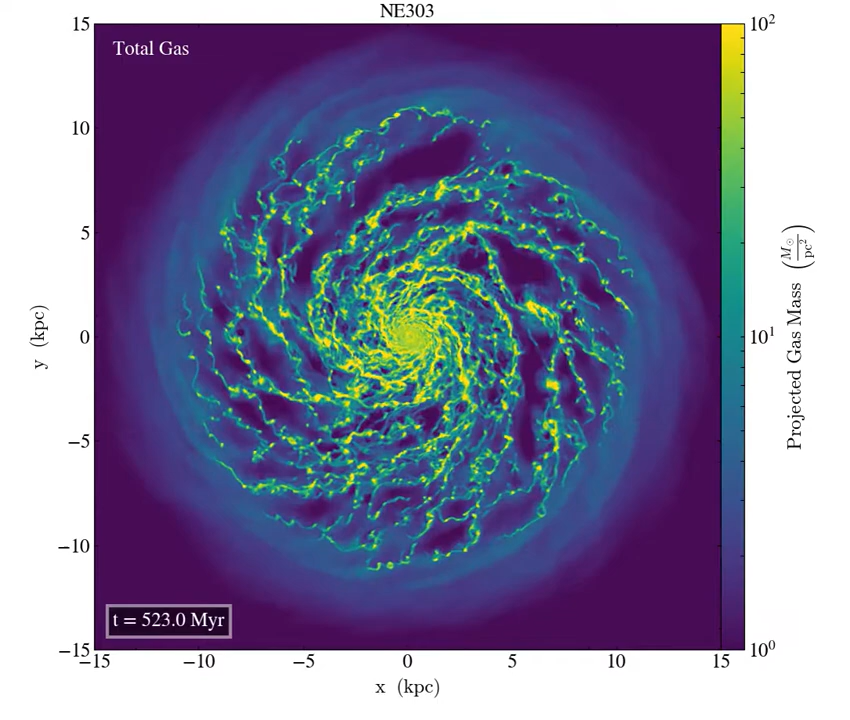 NE303
Total Gas
t = 523.0 Myr
15
10
5
0
−5
−10
−15
−15
−10
−5
0
5
10
15
x (kpc)
y (kpc)
10²
10¹
10⁰
Projected Gas Mass (M⊙/pc²)